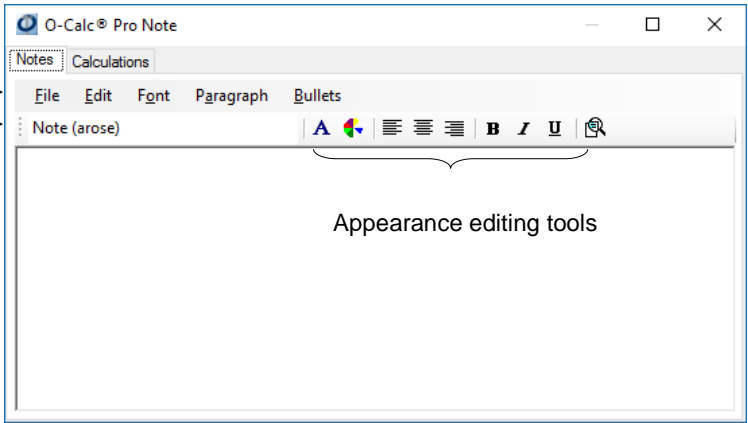 O-Calc® Pro Note
Notes Calculations
File Edit Font Paragraph Bullets
Note (arose) A B I U
Appearance editing tools